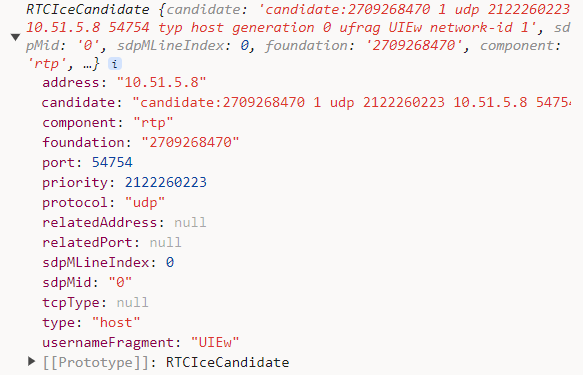 RTCIceCandidate {candidate: 'candidate:2709268470 1 udp 2122260223
10.51.5.8 54754 typ host generation 0 ufrag UIEw network-id 1', sd
pMid: '0', sdpMLineIndex: 0, foundation: '2709268470', component:
'rtp', …} i
address: "10.51.5.8"
candidate: "candidate:2709268470 1 udp 2122260223 10.51.5.8 54754
component: "rtp"
foundation: "2709268470"
port: 54754
priority: 2122260223
protocol: "udp"
relatedAddress: null
relatedPort: null
sdpMLineIndex: 0
sdpMid: "0"
tcpType: null
type: "host"
usernameFragment: "UIEw"
[[Prototype]]: RTCIceCandidate